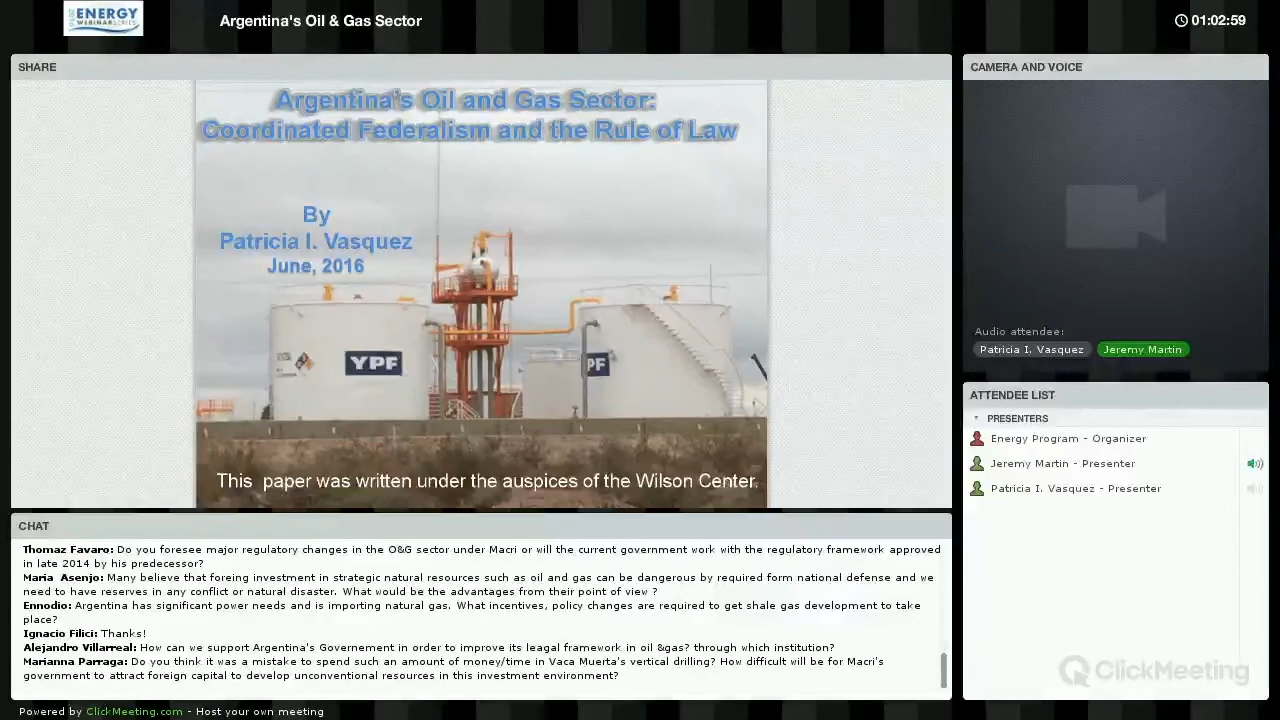 ENERGY
WEBINAR SERIES
Argentina's Oil & Gas Sector
01:02:59
SHARE
Argentina's Oil and Gas Sector:
Coordinated Federalism and the Rule of Law
By
Patricia I. Vasquez
June, 2016
YPF
PF
This paper was written under the auspices of the Wilson Center.
CHAT
Thomaz Favaro: Do you foresee major regulatory changes in the O&G sector under Macri or will the current government work with the regulatory framework approved
in late 2014 by his predecessor?
Maria Asenjo: Many believe that foreing investment in strategic natural resources such as oil and gas can be dangerous by required form national defense and we
need to have reserves in any conflict or natural disaster. What would be the advantages from their point of view ?
Ennodio: Argentina has significant power needs and is importing natural gas. What incentives, policy changes are required to get shale gas development to take
place?
Ignacio Filici: Thanks!
Alejandro Villarreal: How can we support Argentina's Governement in order to improve its leagal framework in oil &gas? through which institution?
Marianna Parraga: Do you think it was a mistake to spend such an amount of money/time in Vaca Muerta's vertical drilling? How difficult will be for Macri's
government to attract foreign capital to develop unconventional resources in this investment environment?
Powered by ClickMeeting.com - Host your own meeting
CAMERA AND VOICE
Audio attendee:
Patricia I. Vasquez Jeremy Martin
ATTENDEE LIST
PRESENTERS
Energy Program - Organizer
Jeremy Martin - Presenter
Patricia I. Vasquez - Presenter
ClickMeeting